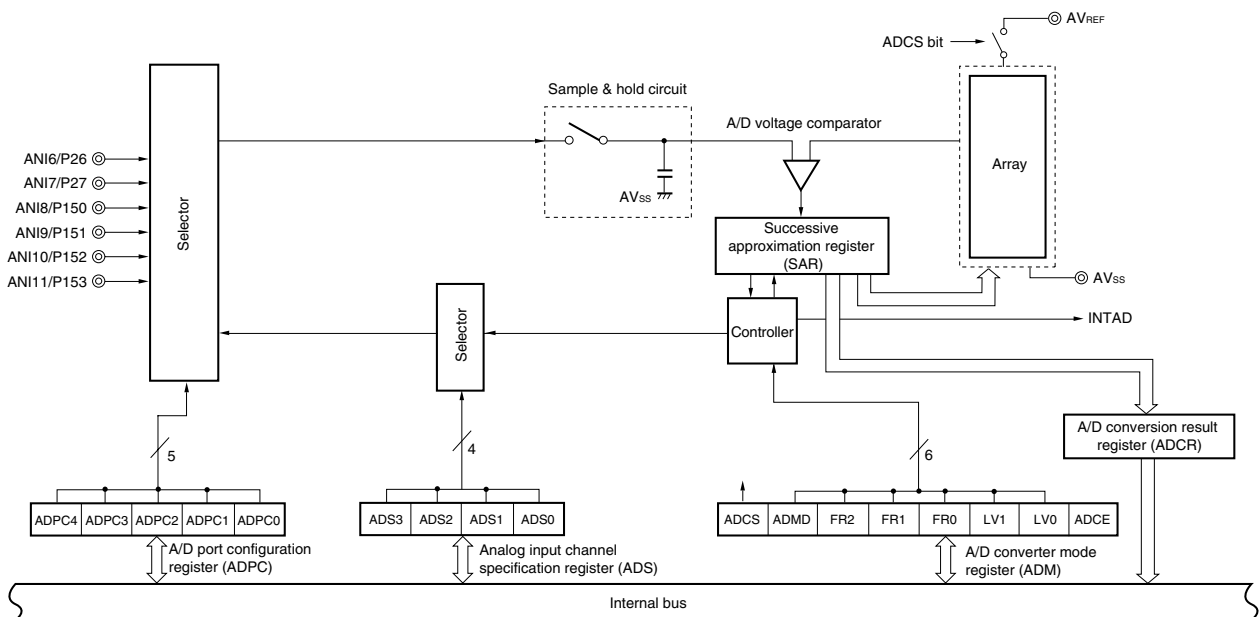 AVREF
ADCS bit
Sample & hold circuit
A/D voltage comparator
Array
ANI6/P26
ANI7/P27
ANI8/P150
ANI9/P151
ANI10/P152
ANI11/P153
Selector
AVSS
Successive
approximation register
(SAR)
AVSS
Selector
Controller
INTAD
A/D conversion result
register (ADCR)
5
4
6
ADPC4 ADPC3 ADPC2 ADPC1 ADPC0
ADS3 ADS2 ADS1 ADS0
ADCS ADMD FR2 FR1 FR0 LV1 LV0 ADCE
A/D port configuration
register (ADPC)
Analog input channel
specification register (ADS)
A/D converter mode
register (ADM)
Internal bus